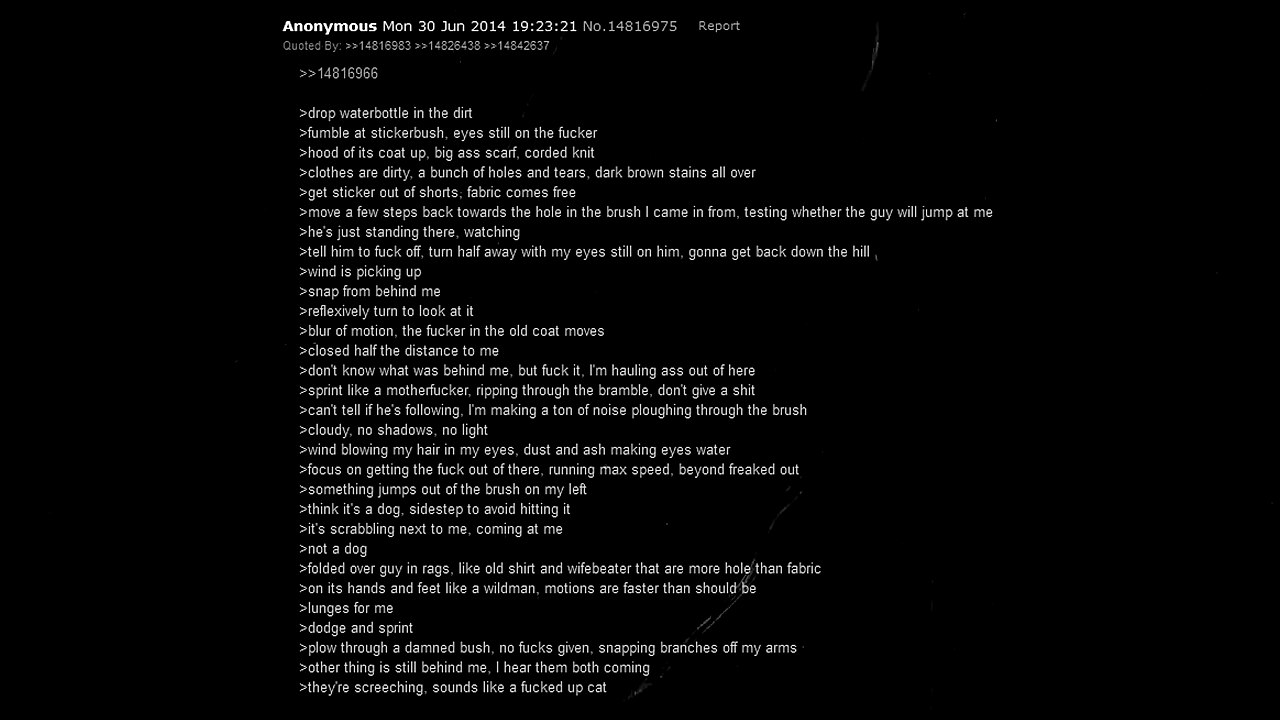 Anonymous Mon 30 Jun 2014 19:23:21 No.14816975 Report
Quoted By: >>14816983 >>14826438 >>14842637
>>14816966
>drop waterbottle in the dirt
>fumble at stickerbush, eyes still on the fucker
>hood of its coat up, big ass scarf, corded knit
>clothes are dirty, a bunch of holes and tears, dark brown stains all over
>get sticker out of shorts, fabric comes free
>move a few steps back towards the hole in the brush I came in from, testing whether the guy will jump at me
>he's just standing there, watching
>tell him to fuck off, turn half away with my eyes still on him, gonna get back down the hill
>wind is picking up
>snap from behind me
>reflexively turn to look at it
>blur of motion, the fucker in the old coat moves
>closed half the distance to me
>don't know what was behind me, but fuck it, I'm hauling ass out of here
>sprint like a motherfucker, ripping through the bramble, don't give a shit
>can't tell if he's following, I'm making a ton of noise ploughing through the brush
>cloudy, no shadows, no light
>wind blowing my hair in my eyes, dust and ash making eyes water
>focus on getting the fuck out of there, running max speed, beyond freaked out
>something jumps out of the brush on my left
>think it's a dog, sidestep to avoid hitting it
>it's scrabbling next to me, coming at me
>not a dog
>folded over guy in rags, like old shirt and wifebeater that are more hole than fabric
>on its hands and feet like a wildman, motions are faster than should be
>lunges for me
>dodge and sprint
>plow through a damned bush, no fucks given, snapping branches off my arms
>other thing is still behind me, I hear them both coming
>they're screeching, sounds like a fucked up cat